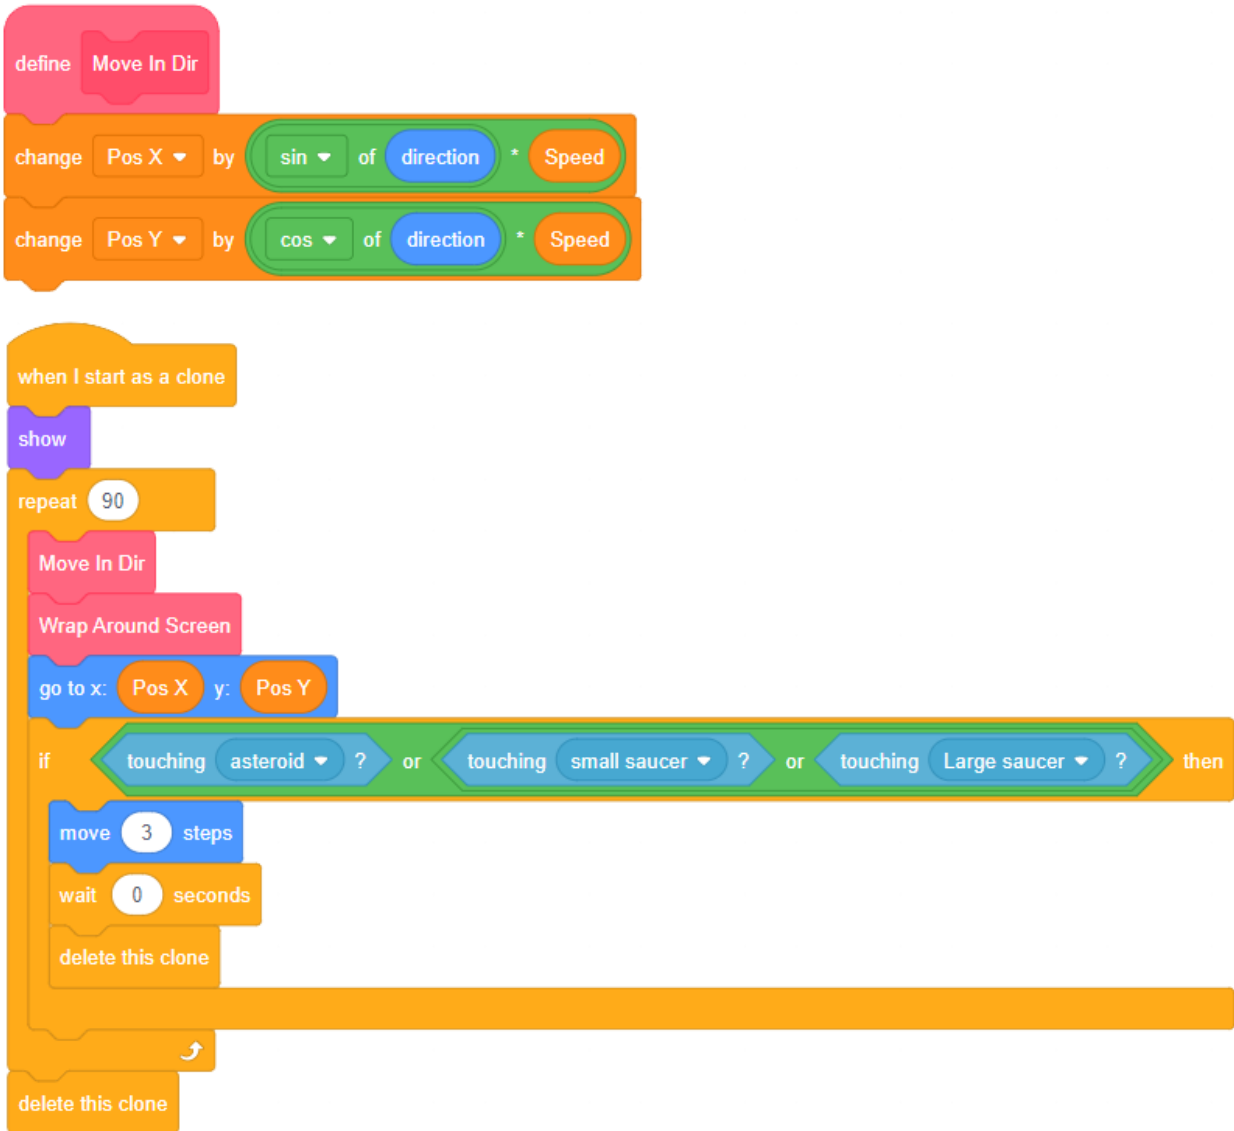 define Move In Dir
change Pos X by sin of direction * Speed
change Pos Y by cos of direction * Speed
when I start as a clone
show
repeat 90
Move In Dir
Wrap Around Screen
go to x: Pos X y: Pos Y
if touching asteroid ? or touching small saucer ? or touching Large saucer ? then
move 3 steps
wait 0 seconds
delete this clone
delete this clone